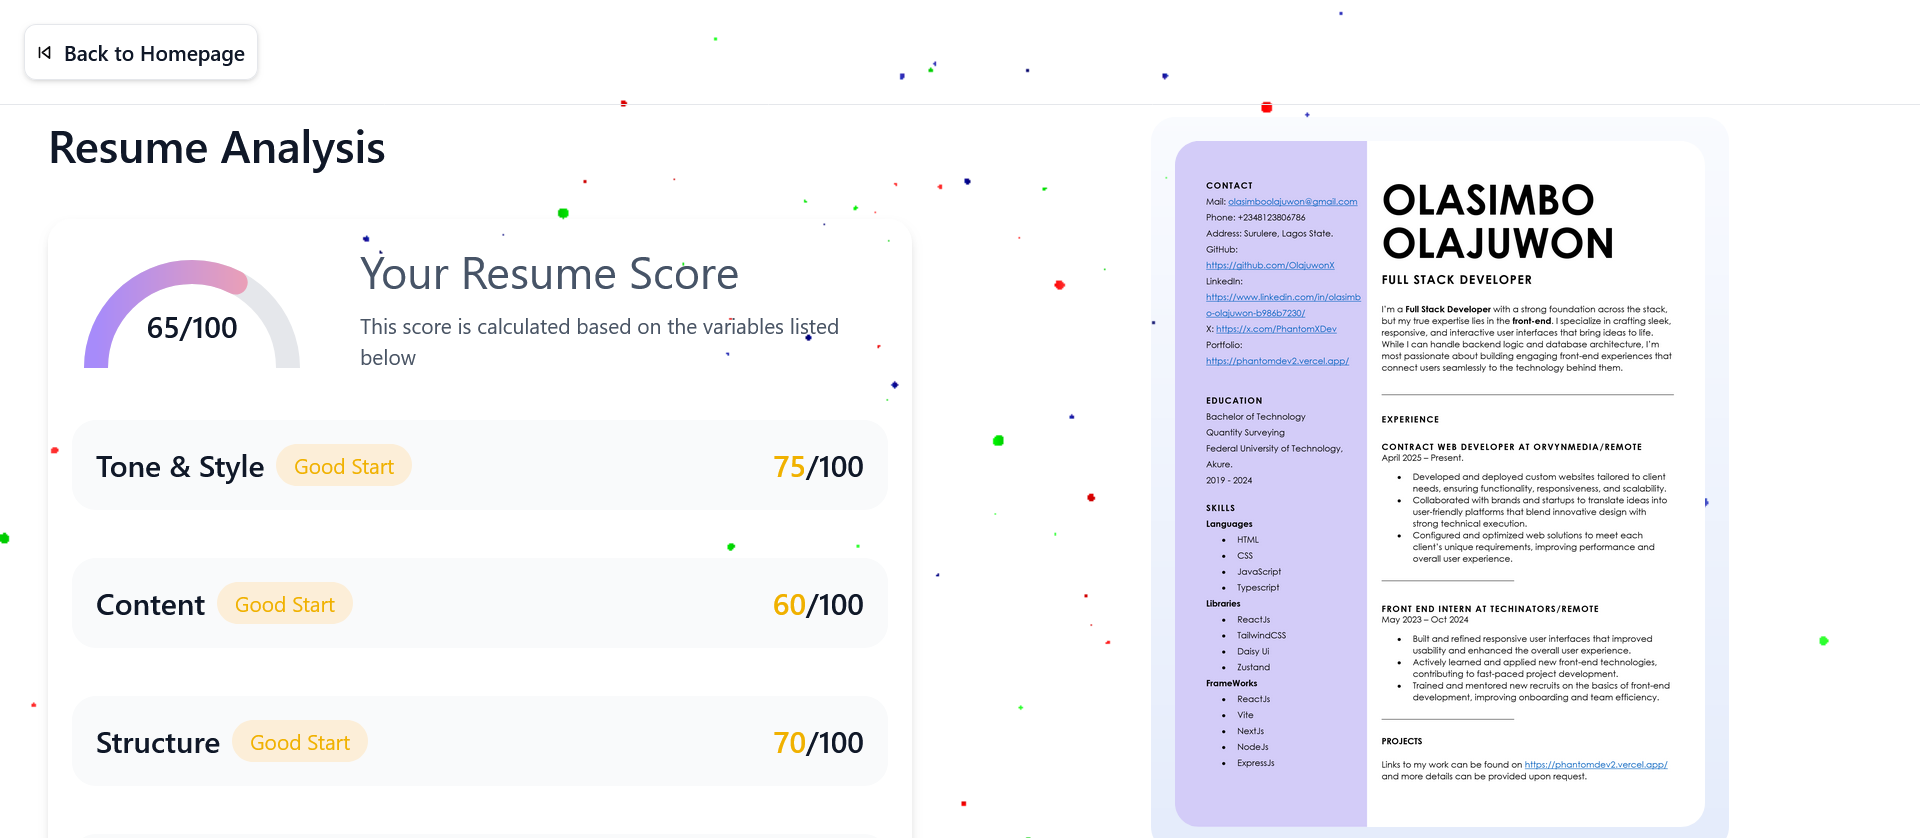 Back to Homepage
Resume Analysis
65/100
Your Resume Score
This score is calculated based on the variables listed
below
Tone & Style
Good Start
75/100
Content
Good Start
60/100
Structure
Good Start
70/100
CONTACT
Mail: olasimboolajuwon@gmail.com
Phone: +2348123806786
Address: Surulere, Lagos State.
GitHub:
https://github.com/OlajuwonX
LinkedIn:
https://www.linkedin.com/in/olasimb
o-olajuwon-b986b7230/
X: https://x.com/PhantomXDev
Portfolio:
https://phantomdev2.vercel.app/
EDUCATION
Bachelor of Technology
Quantity Surveying
Federal University of Technology,
Akure.
2019 - 2024
SKILLS
Languages
• HTML
• CSS
• JavaScript
• Typescript
Libraries
• ReactJs
• TailwindCSS
• Daisy Ui
• Zustand
FrameWorks
• ReactJs
• Vite
• NextJs
• NodeJs
• ExpressJs
OLASIMBO
OLAJUWON
FULL STACK DEVELOPER
I'm a Full Stack Developer with a strong foundation across the stack,
but my true expertise lies in the front-end. I specialize in crafting sleek,
responsive, and interactive user interfaces that bring ideas to life.
While I can handle backend logic and database architecture, I'm
most passionate about building engaging front-end experiences that
connect users seamlessly to the technology behind them.
EXPERIENCE
CONTRACT WEB DEVELOPER AT ORVYNMEDIA/REMOTE
April 2025 – Present.
• Developed and deployed custom websites tailored to client
needs, ensuring functionality, responsiveness, and scalability.
• Collaborated with brands and startups to translate ideas into
user-friendly platforms that blend innovative design with
strong technical execution.
• Configured and optimized web solutions to meet each
client's unique requirements, improving performance and
overall user experience.
FRONT END INTERN AT TECHINATORS/REMOTE
May 2023 – Oct 2024
• Built and refined responsive user interfaces that improved
usability and enhanced the overall user experience.
• Actively learned and applied new front-end technologies,
contributing to fast-paced project development.
• Trained and mentored new recruits on the basics of front-end
development, improving onboarding and team efficiency.
PROJECTS
Links to my work can be found on https://phantomdev2.vercel.app/
and more details can be provided upon request.